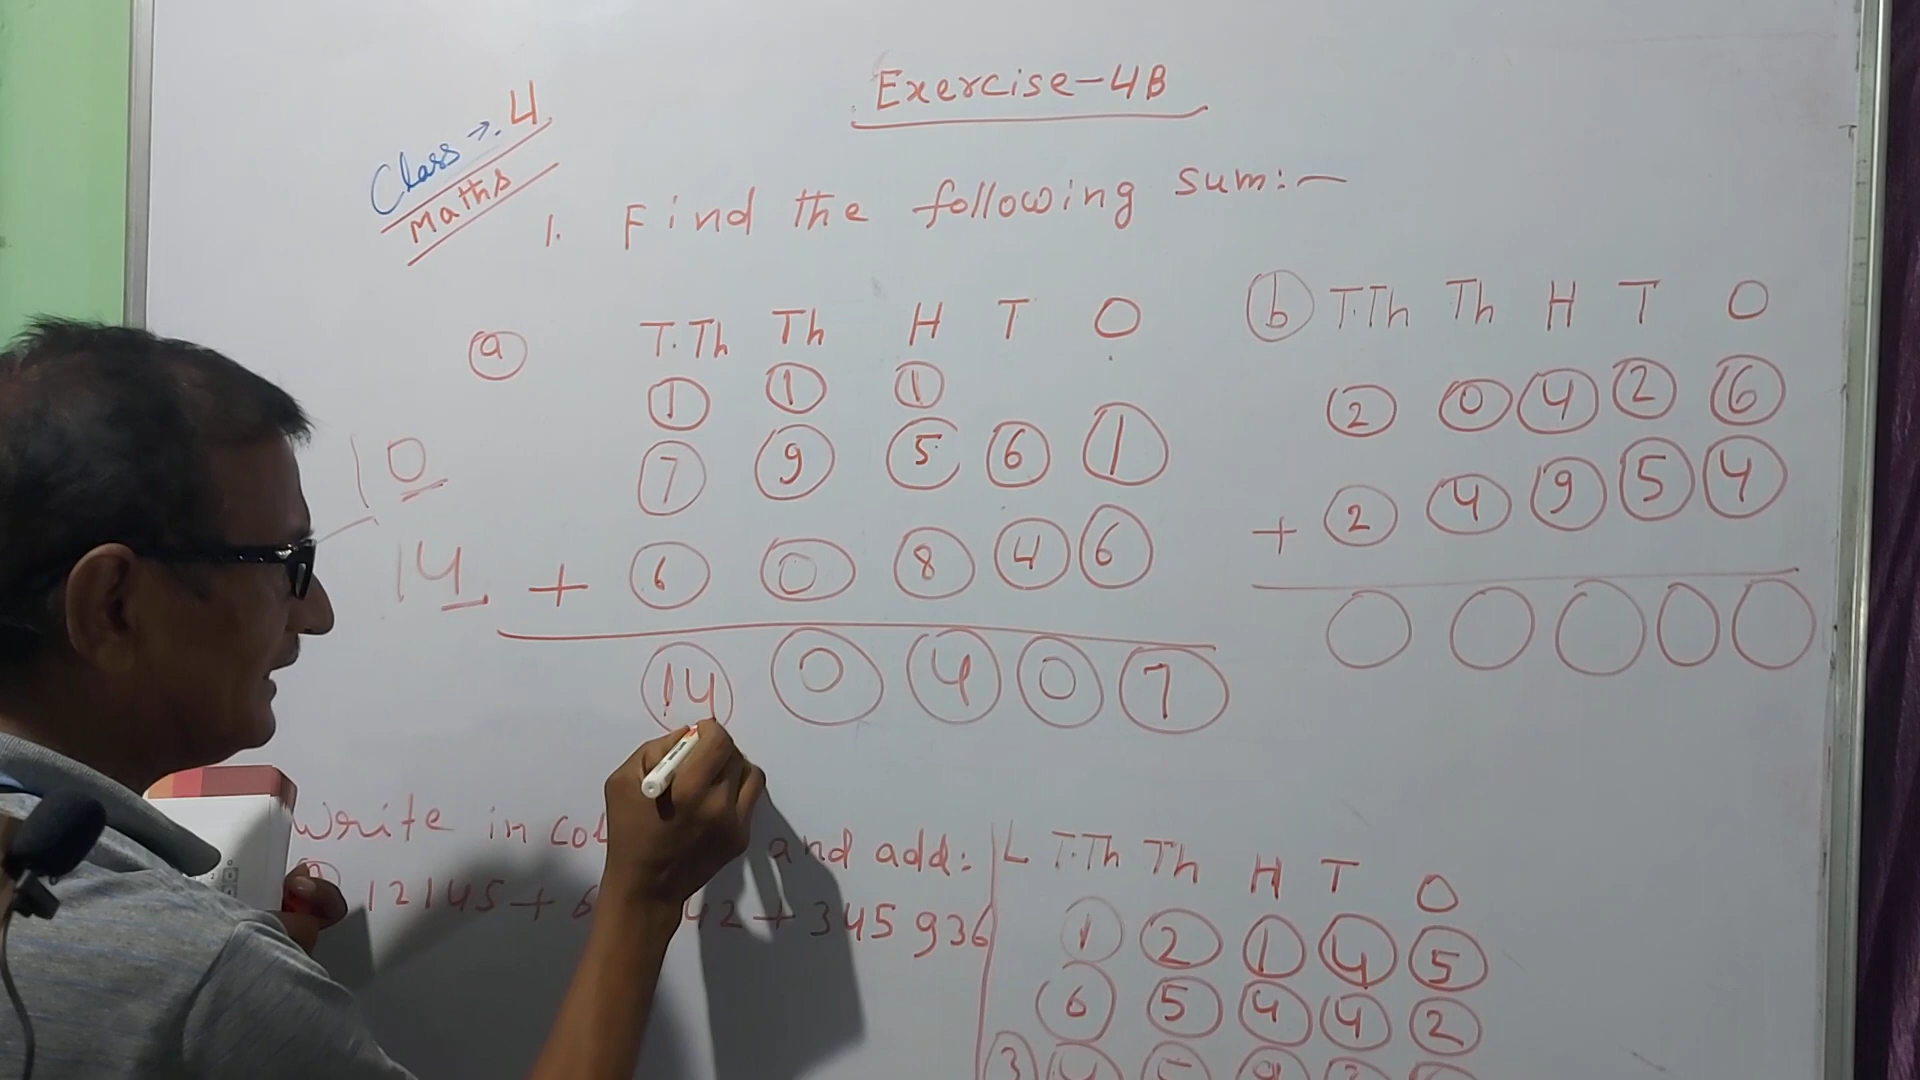 Exercise-4B
Class → 4
Maths
1. Find the following sum:-
a T.Th Th H T O
1 1 1
7 9 5 6 1
+ 6 0 8 4 6
14 0 4 0 7
10
14
b T.Th Th H T O
2 0 4 2 6
+ 2 4 9 5 4
Write in and add:
12145 + 6 42 + 345936
L T.Th Th H T O
1 2 1 4 5
6 5 4 4 2
3 4